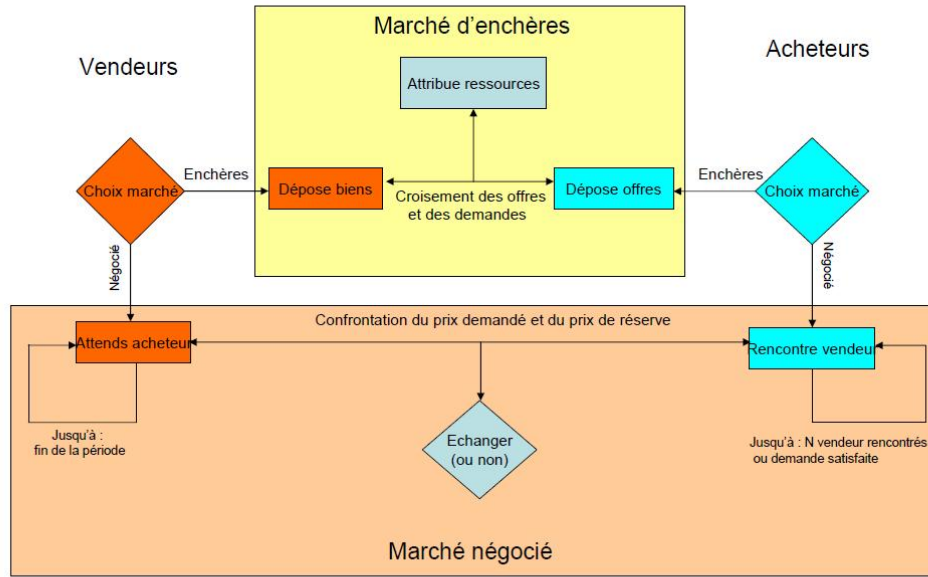 Marché d'enchères
Vendeurs
Acheteurs
Attribue ressources
Choix marché
Enchères
Dépose biens
Croisement des offres
et des demandes
Dépose offres
Enchères
Choix marché
Négocié
Négocié
Confrontation du prix demandé et du prix de réserve
Attends acheteur
Rencontre vendeur
Jusqu'à :
fin de la période
Echanger
(ou non)
Jusqu'à : N vendeur rencontrés
ou demande satisfaite
Marché négocié